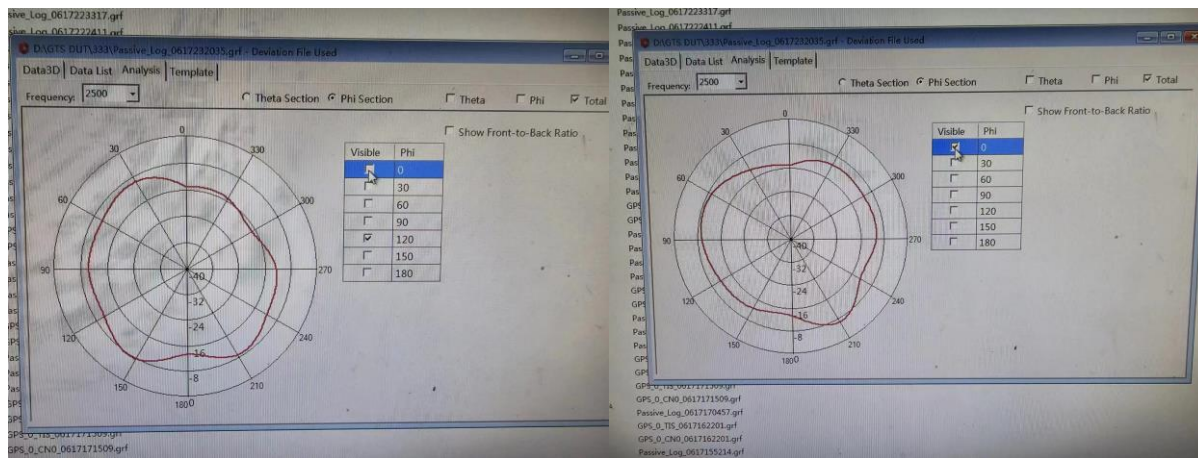 Passive_Log_0617223317.grf
Passive_Log_0617222411.grf
D:\GTS DUT\333\Passive_Log_0617232035.grf - Deviation File Used
Data3D Data List Analysis Template
Frequency: 2500 Theta Section Phi Section Theta Phi Total
Show Front-to-Back Ratio
Visible Phi
0
30
60
90
120
150
180
0
30
330
60
300
90
270
120
240
150
210
180
-40
-32
-24
-16
-8
0
GPS_0_TIS_0617171509.grf
GPS_0_CN0_0617171509.grf
Passive_Log_0617223317.grf
Passive_Log_0617222411.grf
D:\GTS DUT\333\Passive_Log_0617232035.grf - Deviation File Used
Data3D Data List Analysis Template
Frequency: 2500 Theta Section Phi Section Theta Phi Total
Show Front-to-Back Ratio
Visible Phi
0
30
60
90
120
150
180
0
30
330
60
300
90
270
120
240
150
210
180
-40
-32
-24
-16
-8
0
GPS_0_TIS_0617171509.grf
Passive_Log_0617170457.grf
GPS_0_TIS_0617162201.grf
GPS_0_CN0_0617162201.grf
Passive_Log_0617155214.grf